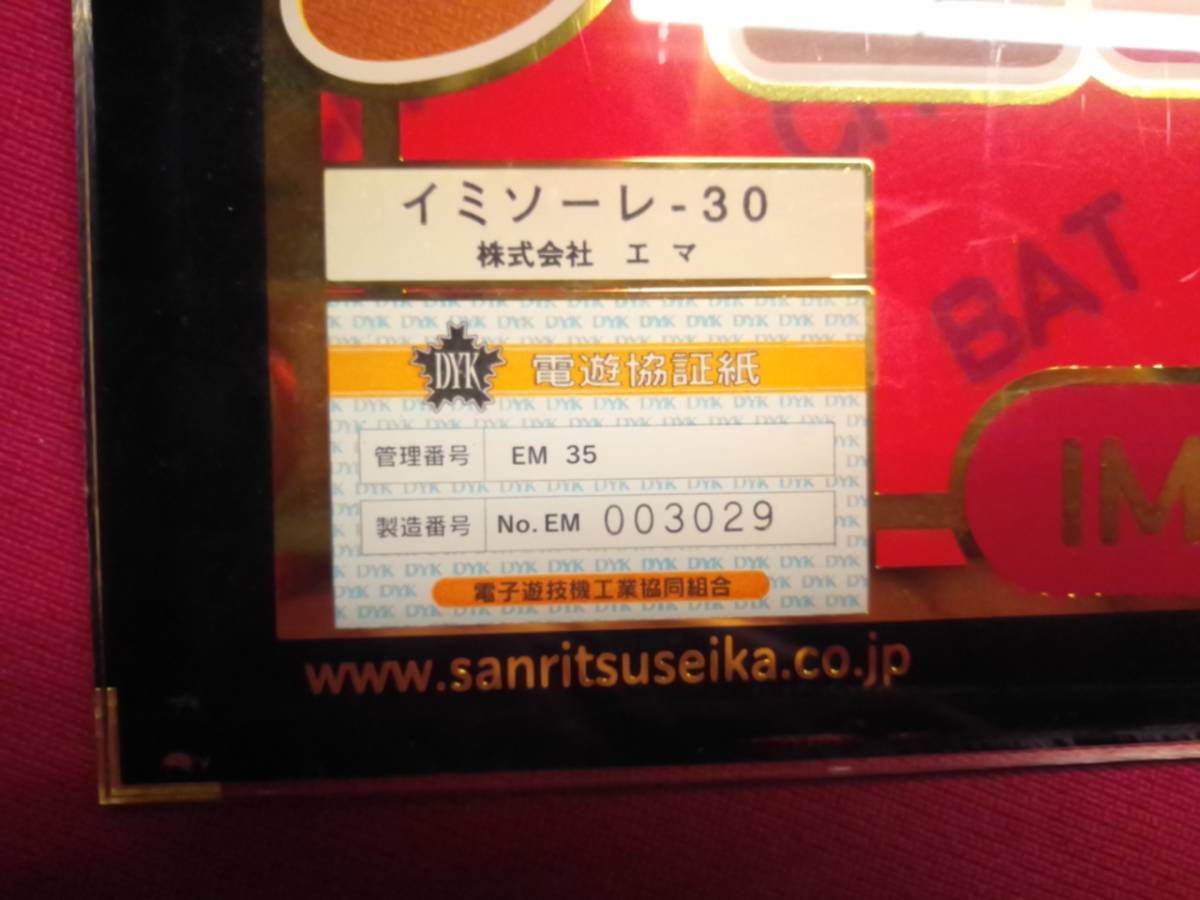 BAT
イミソーレ-30
株式会社 エマ
DYK 電遊協証紙
管理番号 EM 35
製造番号 No.EM 003029
電子遊技機工業協同組合
IM
www.sanritsuseika.co.jp